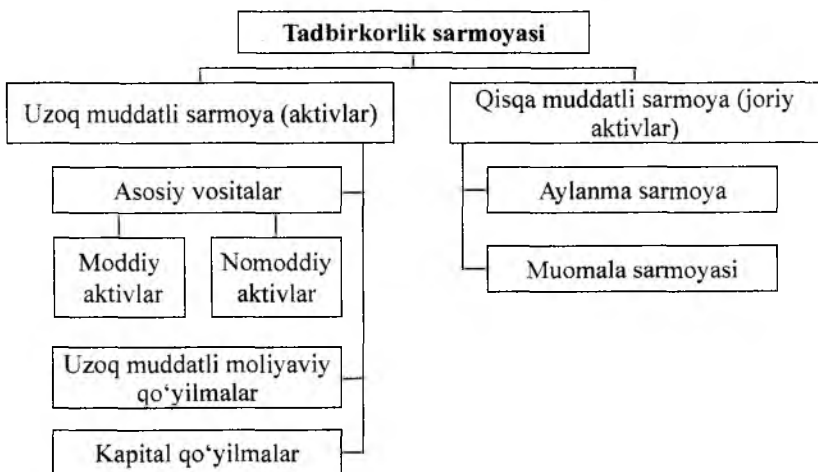 Tadbirkorlik sarmoyasi
Uzoq muddatli sarmoya (aktivlar)
Qisqa muddatli sarmoya (joriy
aktivlar)
Asosiy vositalar
Moddiy
aktivlar
Nomoddiy
aktivlar
Uzoq muddatli moliyaviy
qo‘yilmalar
Kapital qo‘yilmalar
Aylanma sarmoya
Muomala sarmoyasi